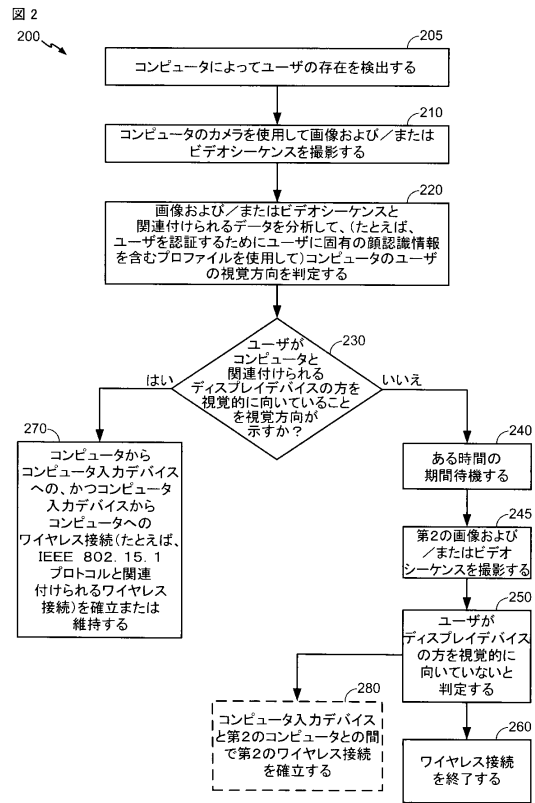 図2
200
205
コンピュータによってユーザの存在を検出する
210
コンピュータのカメラを使用して画像および/または
ビデオシーケンスを撮影する
220
画像および/またはビデオシーケンスと
関連付けられるデータを分析して、(たとえば、
ユーザを認証するためにユーザに固有の顔認識情報
を含むプロファイルを使用して)コンピュータのユーザ
の視覚方向を判定する
230
ユーザが
コンピュータと
関連付けられる
ディスプレイデバイスの方を
視覚的に向いていること
を視覚方向が
示すか?
はい
いいえ
270
コンピュータから
コンピュータ入力デバイス
への、かつコンピュータ
入力デバイスから
コンピュータへの
ワイヤレス接続(たとえば、
IEEE 802.15.1
プロトコルと関連
付けられるワイヤレス
接続)を確立または
維持する
240
ある時間の
期間待機する
245
第2の画像および
/またはビデオ
シーケンスを撮影する
250
ユーザが
ディスプレイデバイス
の方を視覚的に
向いていないと
判定する
280
コンピュータ入力デバイス
と第2のコンピュータとの間
で第2のワイヤレス接続
を確立する
260
ワイヤレス接続
を終了する